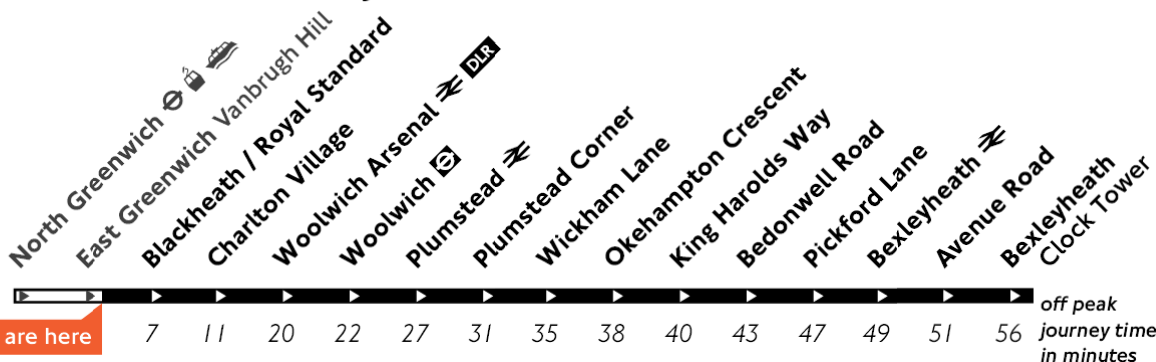 North Greenwich
East Greenwich Vanbrugh Hill
Blackheath / Royal Standard
Charlton Village
Woolwich Arsenal DLR
Woolwich
Plumstead
Plumstead Corner
Wickham Lane
Okehampton Crescent
King Harolds Way
Bedonwell Road
Pickford Lane
Bexleyheath
Avenue Road
Bexleyheath
Clock Tower
are here
7 11 20 22 27 31 35 38 40 43 47 49 51 56
off peak
journey time
in minutes